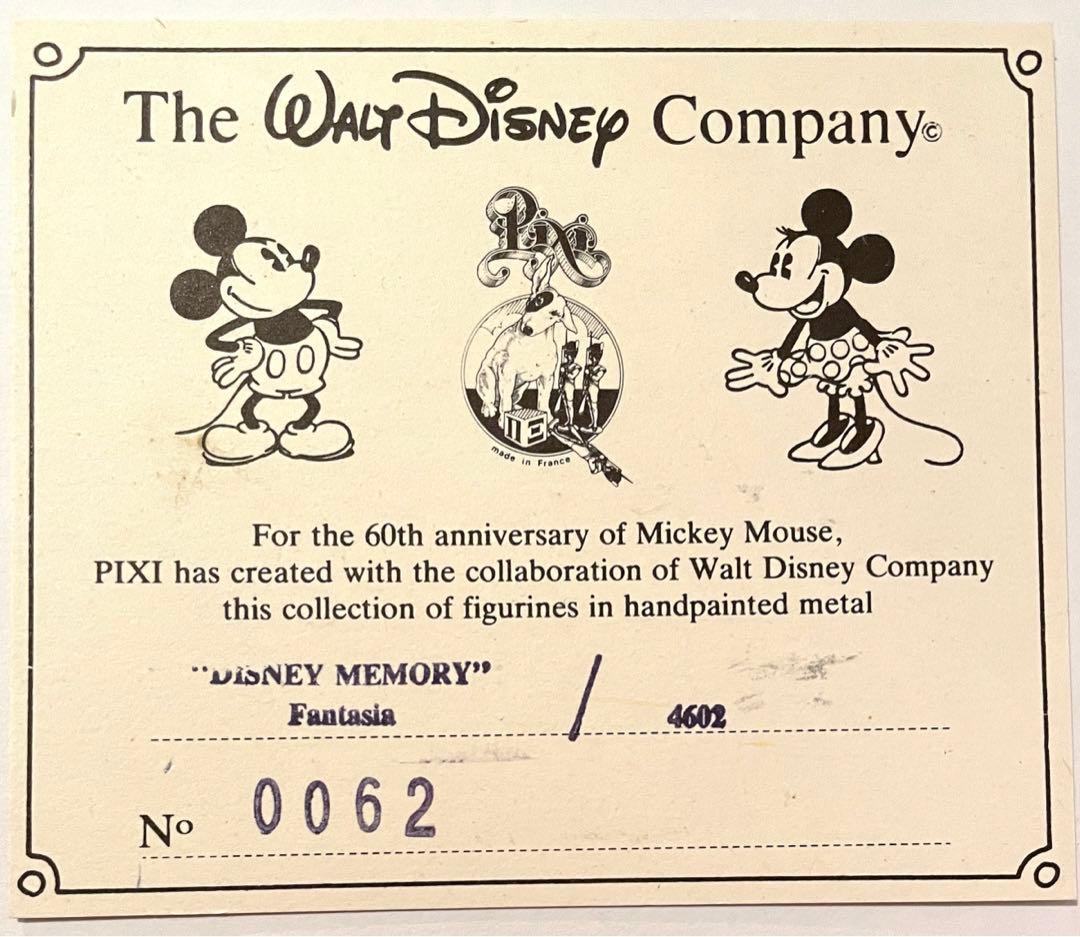 The WALT DISNEY Company©
Pixi
made in France
For the 60th anniversary of Mickey Mouse,
PIXI has created with the collaboration of Walt Disney Company
this collection of figurines in handpainted metal
"DISNEY MEMORY"
Fantasia / 4602
No 0062